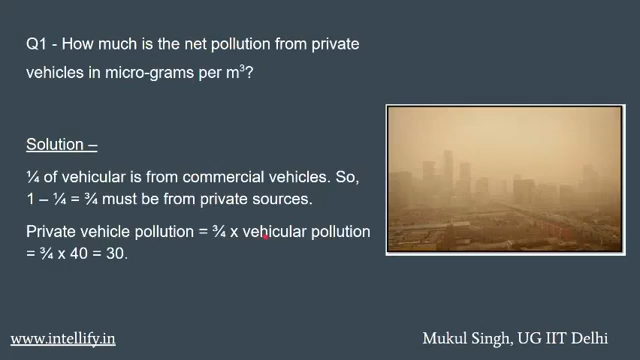 Q1 - How much is the net pollution from private
vehicles in micro-grams per m³?
Solution –
¼ of vehicular is from commercial vehicles. So,
1 – ¼ = ¾ must be from private sources.
Private vehicle pollution = ¾ x vehicular pollution
= ¾ x 40 = 30.
www.intellify.in
Mukul Singh, UG IIT Delhi